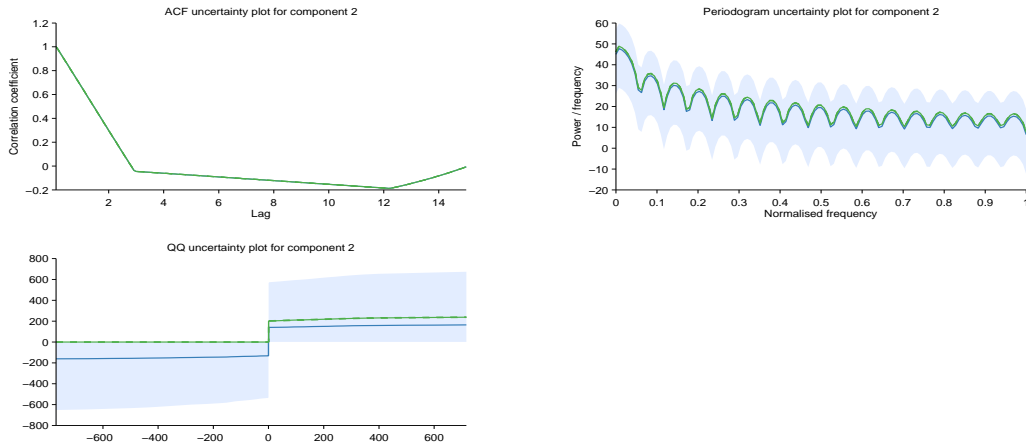 ACF uncertainty plot for component 2
1.2
1
0.8
0.6
0.4
0.2
0
−0.2
Correlation coefficient
2 4 6 8 10 12 14
Lag
Periodogram uncertainty plot for component 2
60
50
40
30
20
10
0
−10
−20
Power / frequency
0 0.1 0.2 0.3 0.4 0.5 0.6 0.7 0.8 0.9 1
Normalised frequency
QQ uncertainty plot for component 2
800
600
400
200
0
−200
−400
−600
−800
−600 −400 −200 0 200 400 600